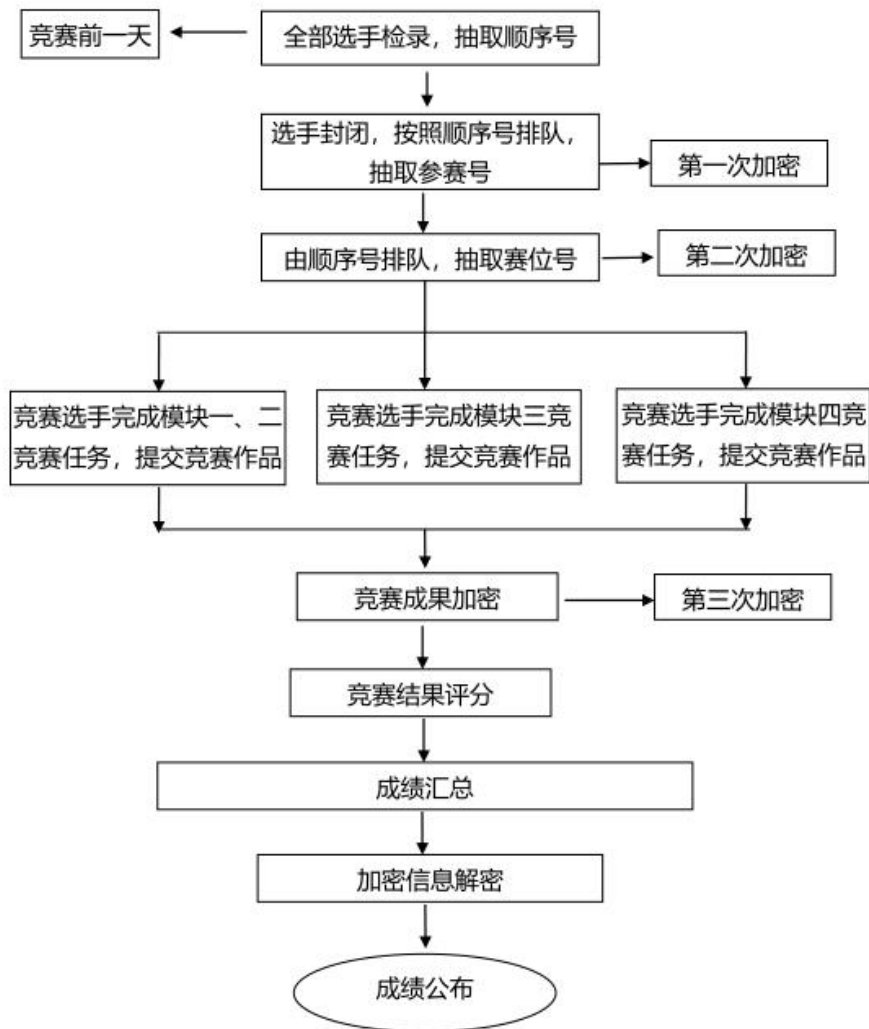 竞赛前一天
全部选手检录，抽取顺序号
选手封闭，按照顺序号排队，
抽取参赛号
第一次加密
由顺序号排队，抽取赛位号
第二次加密
竞赛选手完成模块一、二
竞赛任务，提交竞赛作品
竞赛选手完成模块三竞
赛任务，提交竞赛作品
竞赛选手完成模块四竞
赛任务，提交竞赛作品
竞赛成果加密
第三次加密
竞赛结果评分
成绩汇总
加密信息解密
成绩公布